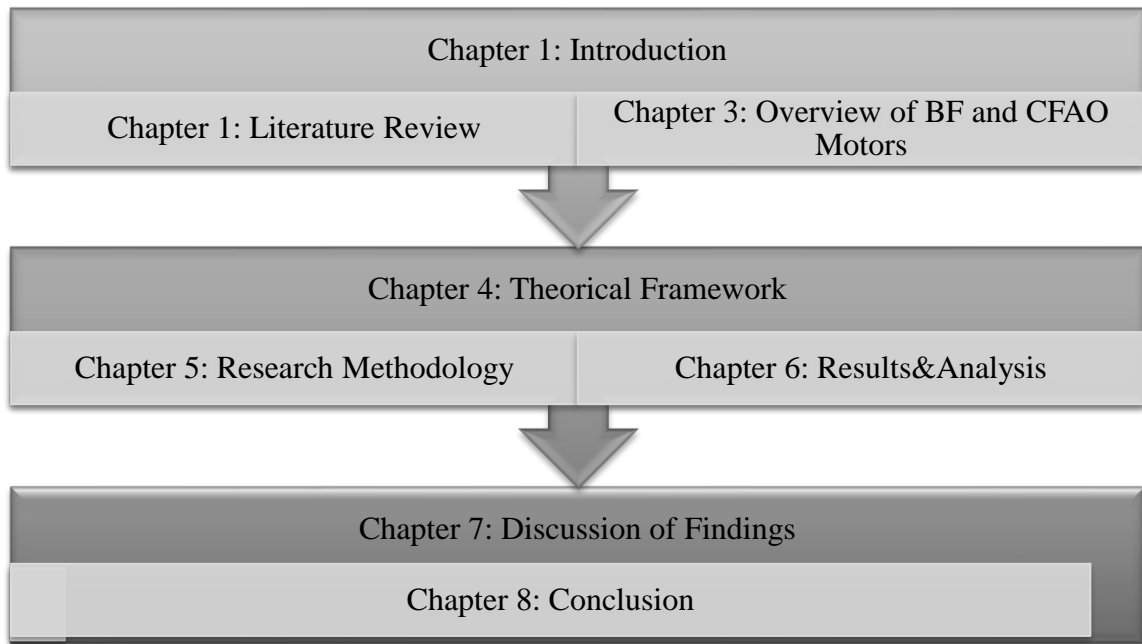 Chapter 1: Introduction
Chapter 1: Literature Review
Chapter 3: Overview of BF and CFAO
Motors
Chapter 4: Theorical Framework
Chapter 5: Research Methodology
Chapter 6: Results&Analysis
Chapter 7: Discussion of Findings
Chapter 8: Conclusion